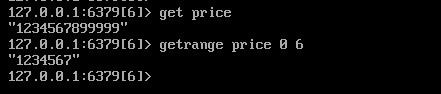 127.0.0.1:6379[6]> get price
"1234567899999"
127.0.0.1:6379[6]> getrange price 0 6
"1234567"
127.0.0.1:6379[6]>